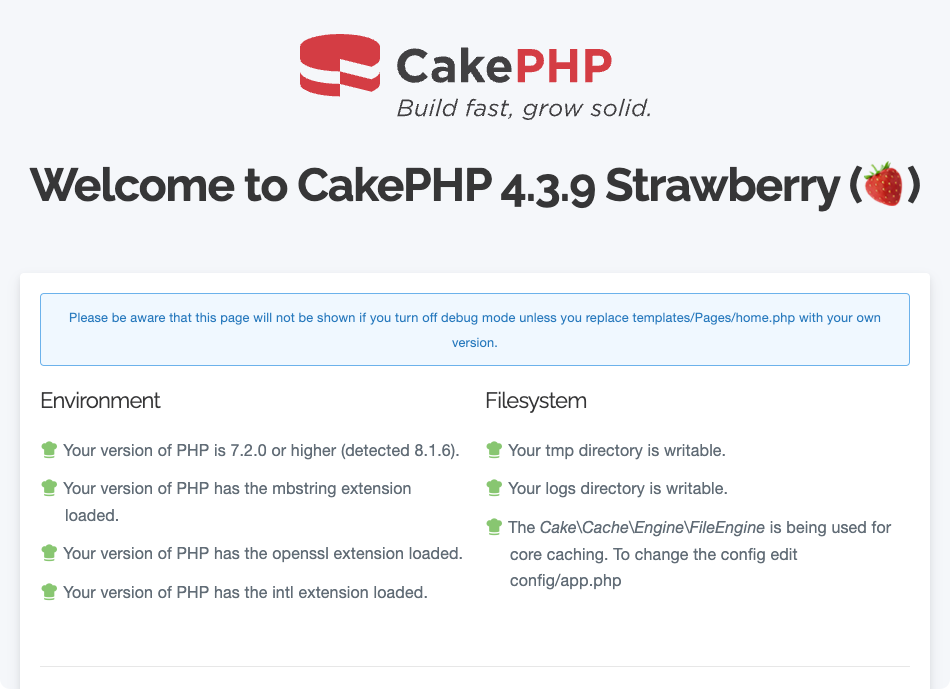 CakePHP
Build fast, grow solid.
Welcome to CakePHP 4.3.9 Strawberry (🍓)
Please be aware that this page will not be shown if you turn off debug mode unless you replace templates/Pages/home.php with your own
version.
Environment
Your version of PHP is 7.2.0 or higher (detected 8.1.6).
Your version of PHP has the mbstring extension
loaded.
Your version of PHP has the openssl extension loaded.
Your version of PHP has the intl extension loaded.
Filesystem
Your tmp directory is writable.
Your logs directory is writable.
The Cake\Cache\Engine\FileEngine is being used for
core caching. To change the config edit
config/app.php